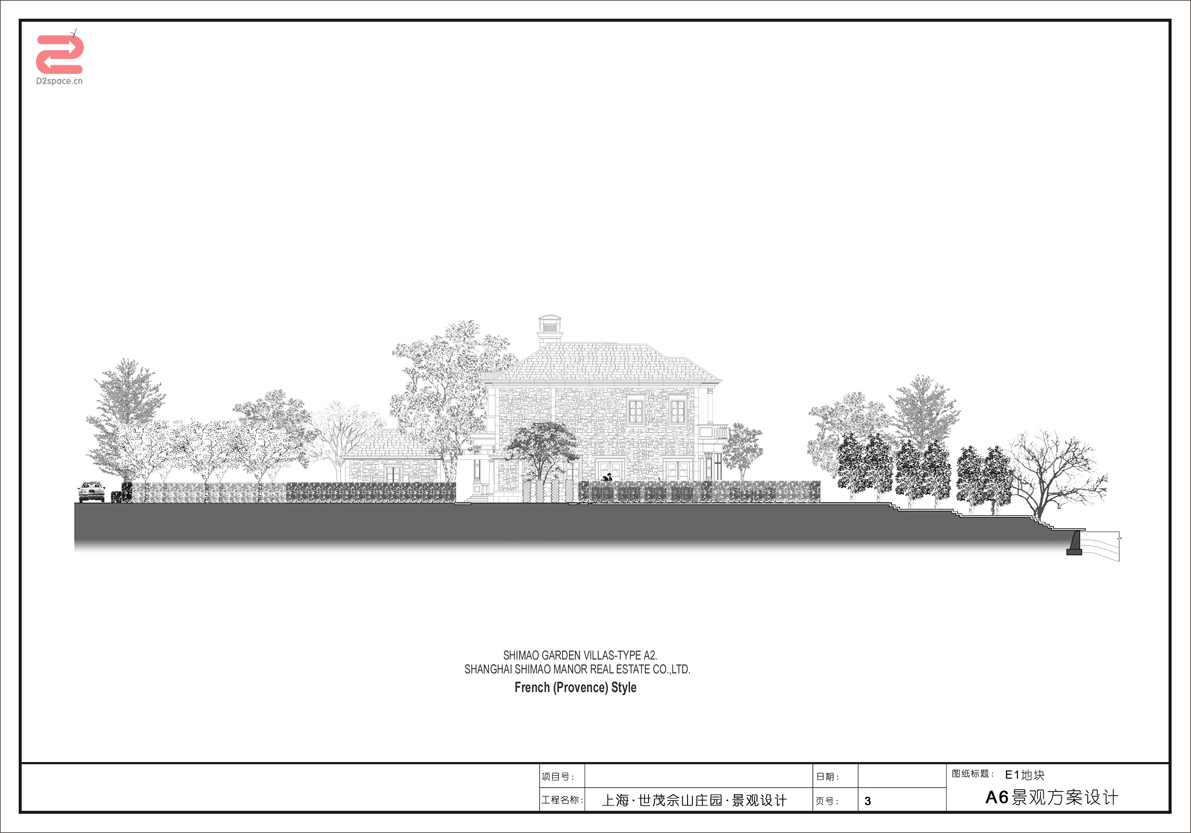 D2space.cn
SHIMAO GARDEN VILLAS-TYPE A2.
SHANGHAI SHIMAO MANOR REAL ESTATE CO.,LTD.
French (Provence) Style
项目号：
日期：
图纸标题： E1地块
工程名称： 上海·世茂佘山庄园·景观设计
页号： 3
A6景观方案设计